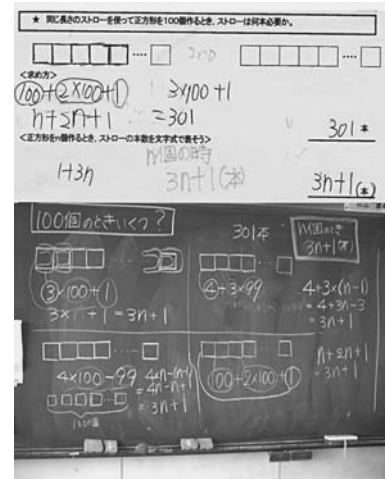 ★ 同じ長さのストローを使って正方形を100個作るとき、ストローは何本必要か。
<求め方>
100+2×100+1 3×100+1
n+2n+1 =301
301本
<正方形をn個作るとき、ストローの本数を文字式で表そう>
n個の時
1+3n 3n+1(本)
3n+1(本)
100個のときいくつ?
301本
n個のとき
3n+1(本)
3×100+1
3×n+1=3n+1
4+3×99
4+3×(n-1)
=4+3n-3
=3n+1
4×100-99
4×n-(n-1)
=4n-n+1
=3n+1
100個
100+2×100+1
n+2n+1
=3n+1